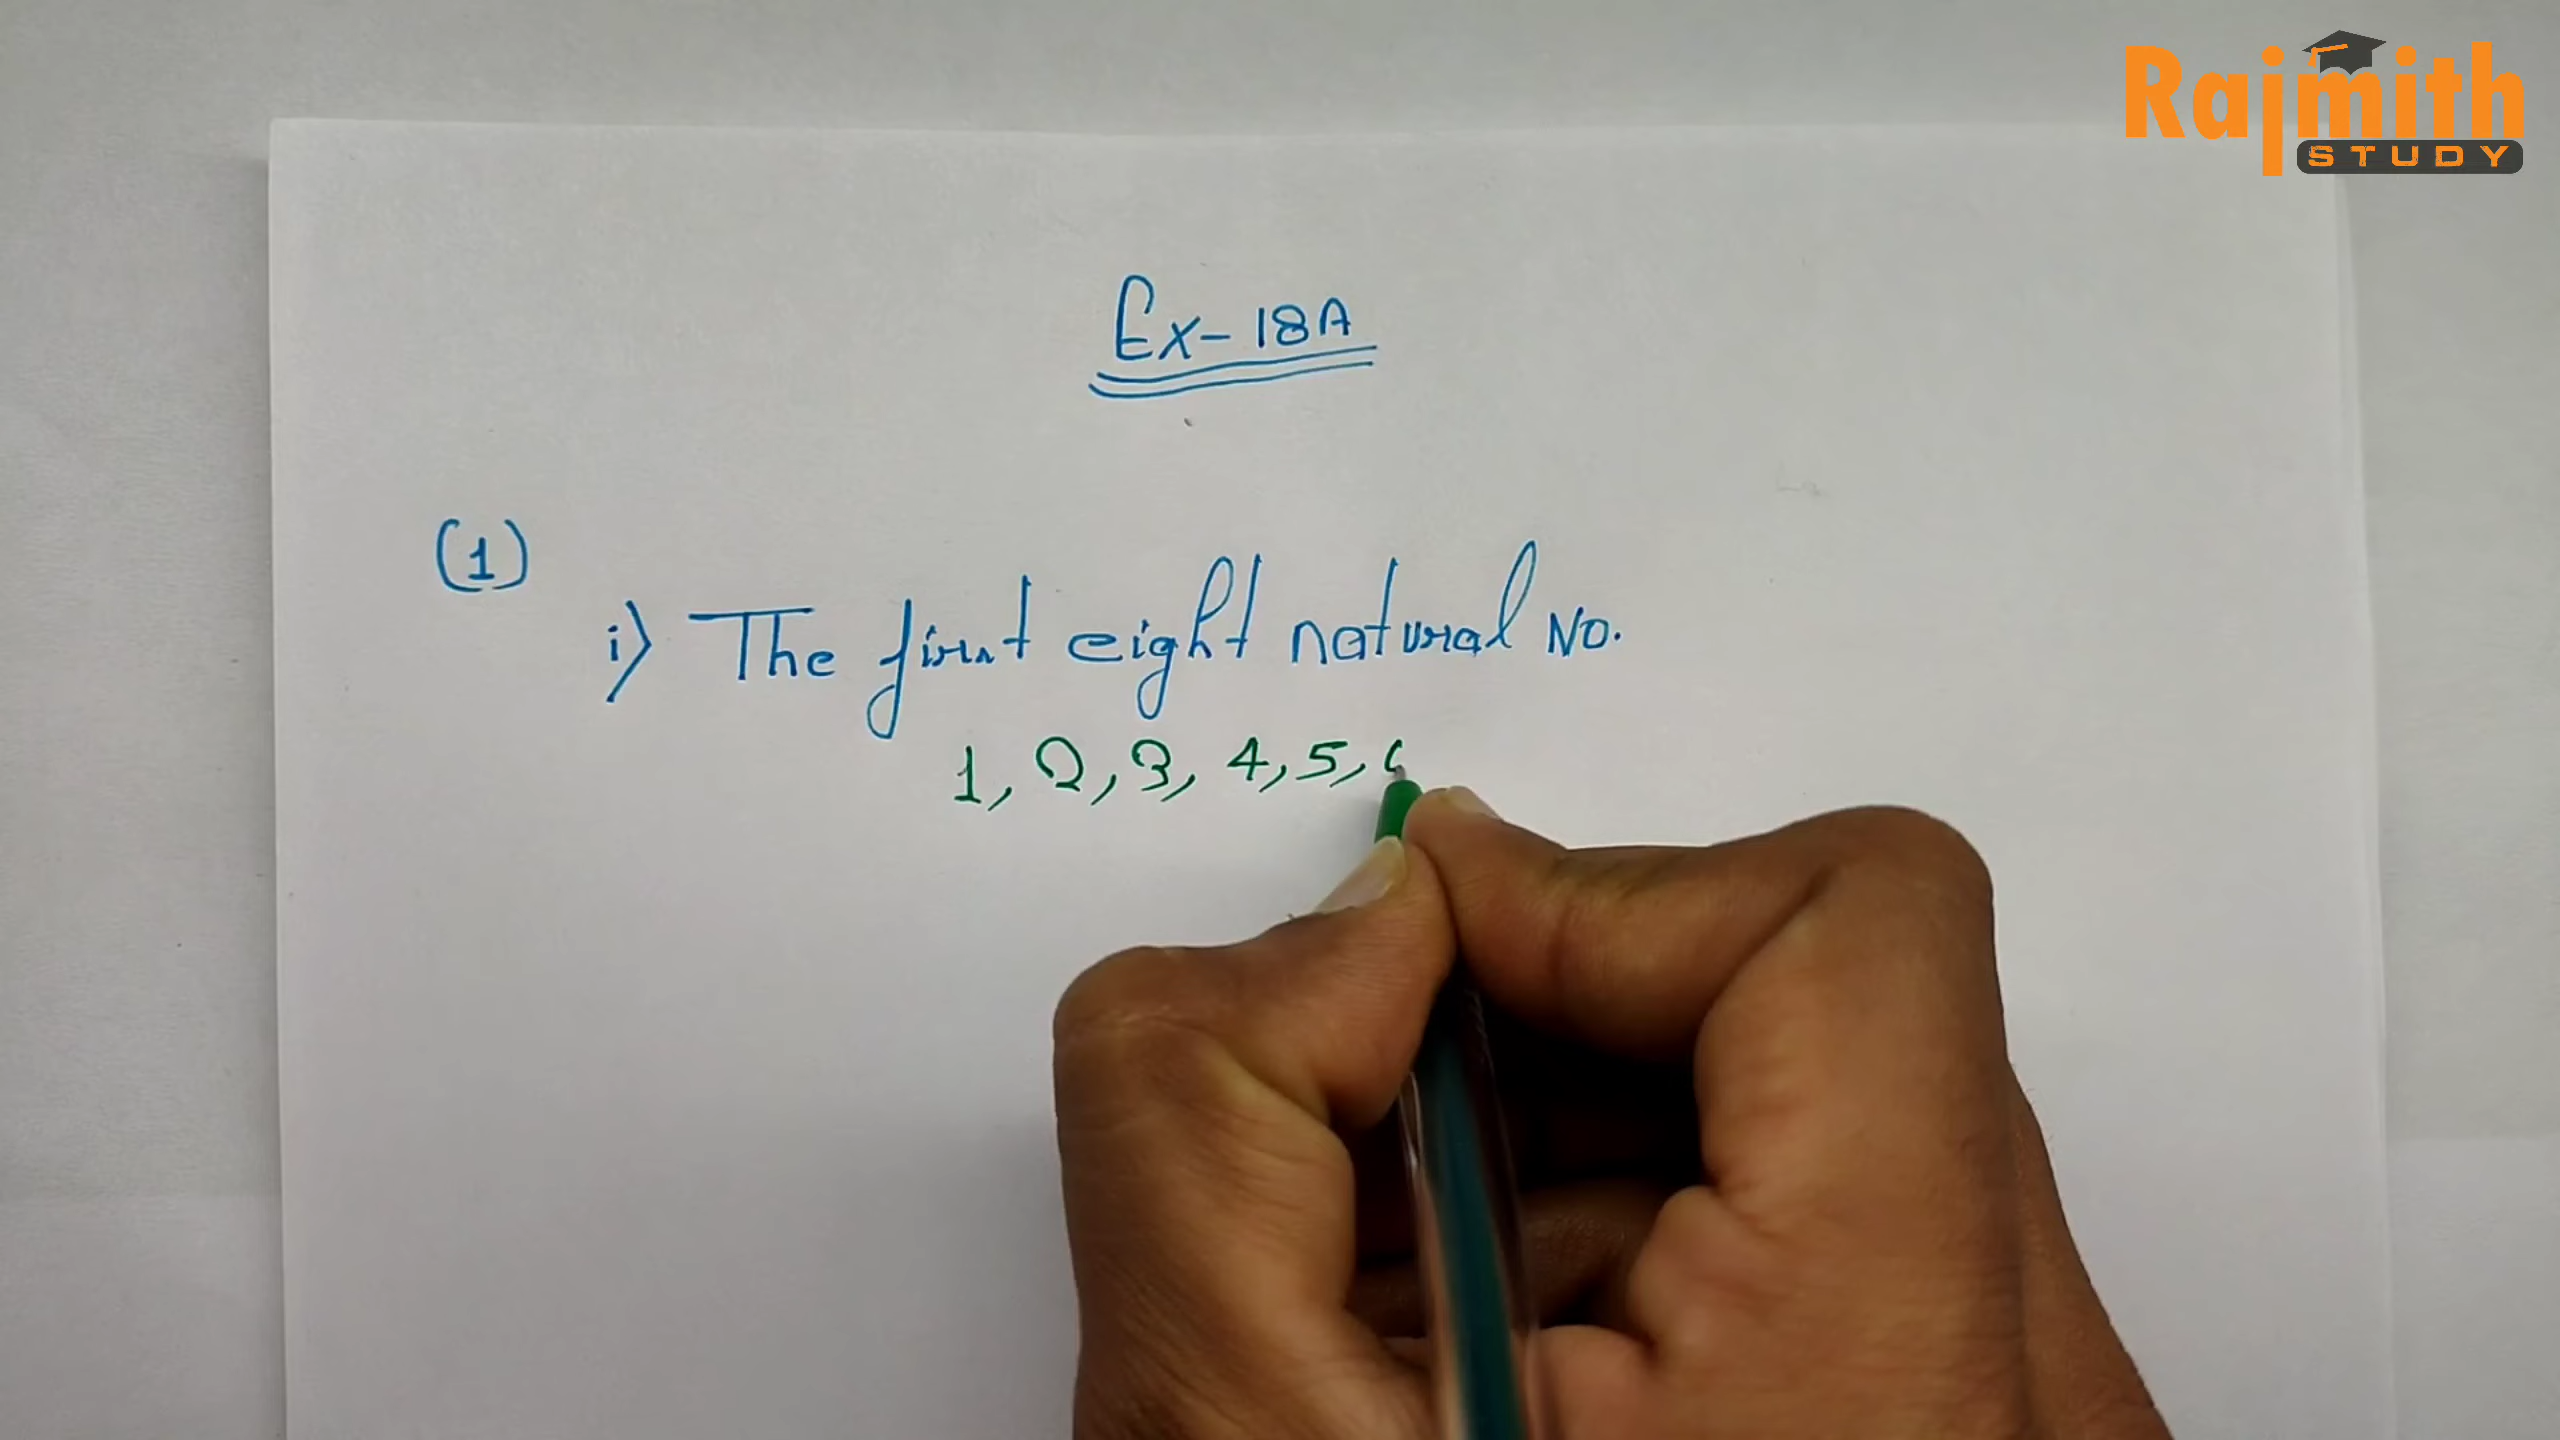 Rajmith
STUDY
Ex-18A
(1)
i) The first eight natural No.
1, 2, 3, 4, 5,